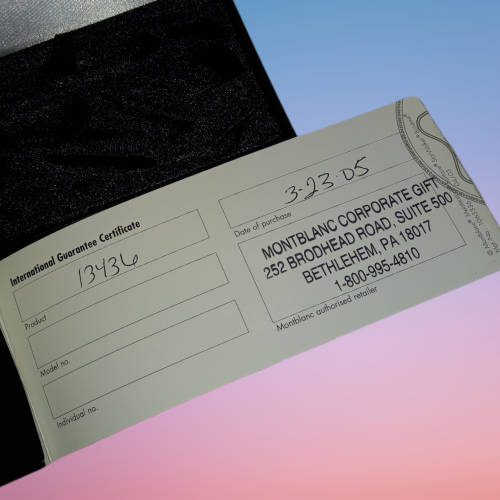 International Guarantee Certificate
13436
Product
Model no.
Individual no.
3-23-05
Date of purchase
MONTBLANC CORPORATE GIFT
252 BRODHEAD ROAD, SUITE 500
BETHLEHEM, PA 18017
1-800-995-4810
Montblanc authorised retailer